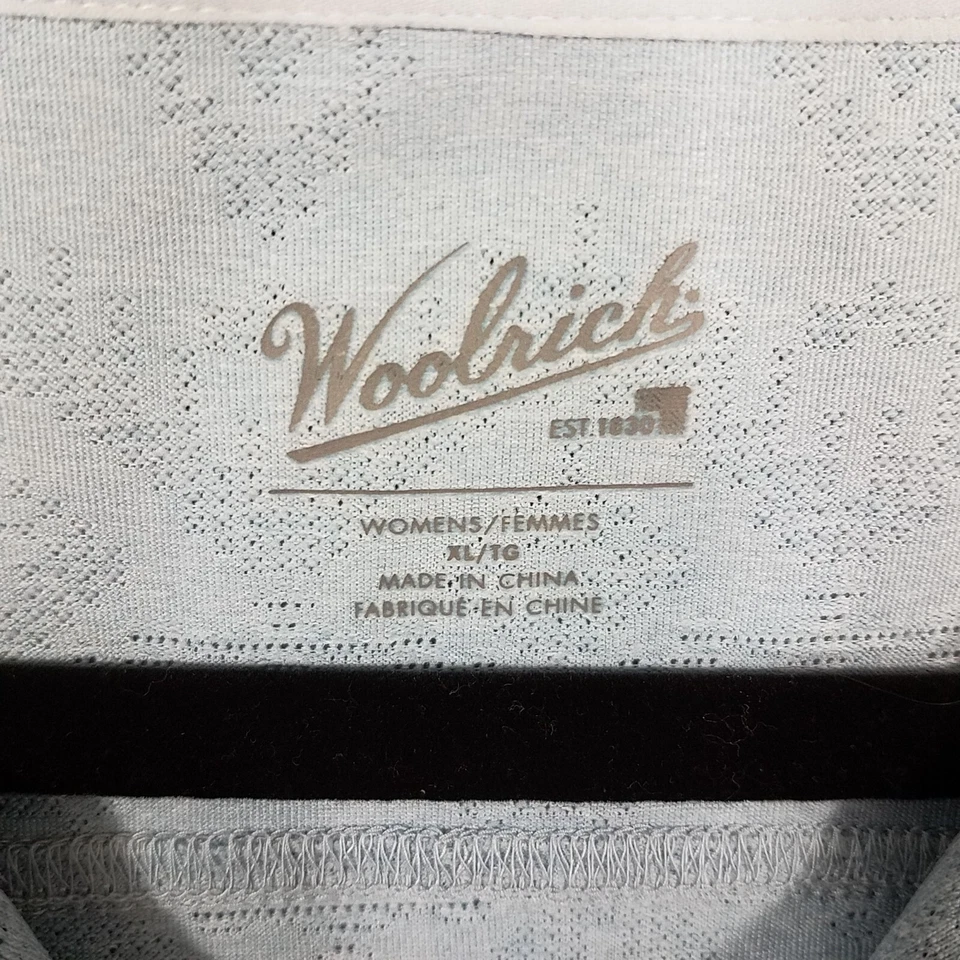 Woolrich
EST. 1830
WOMENS/FEMMES
XL/TG
MADE IN CHINA
FABRIQUÉ EN CHINE